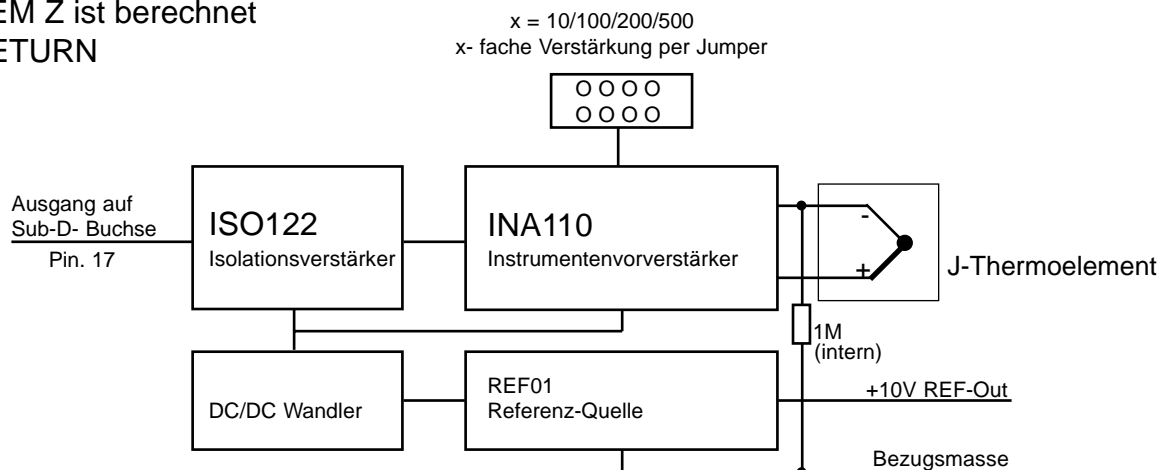 EM Z ist berechnet
ETURN
x = 10/100/200/500
x- fache Verstärkung per Jumper
O O O O
O O O O
Ausgang auf
Sub-D- Buchse
Pin. 17
ISO122
Isolationsverstärker
INA110
Instrumentenvorverstärker
-
+
J-Thermoelement
1M
(intern)
DC/DC Wandler
REF01
Referenz-Quelle
+10V REF-Out
Bezugsmasse